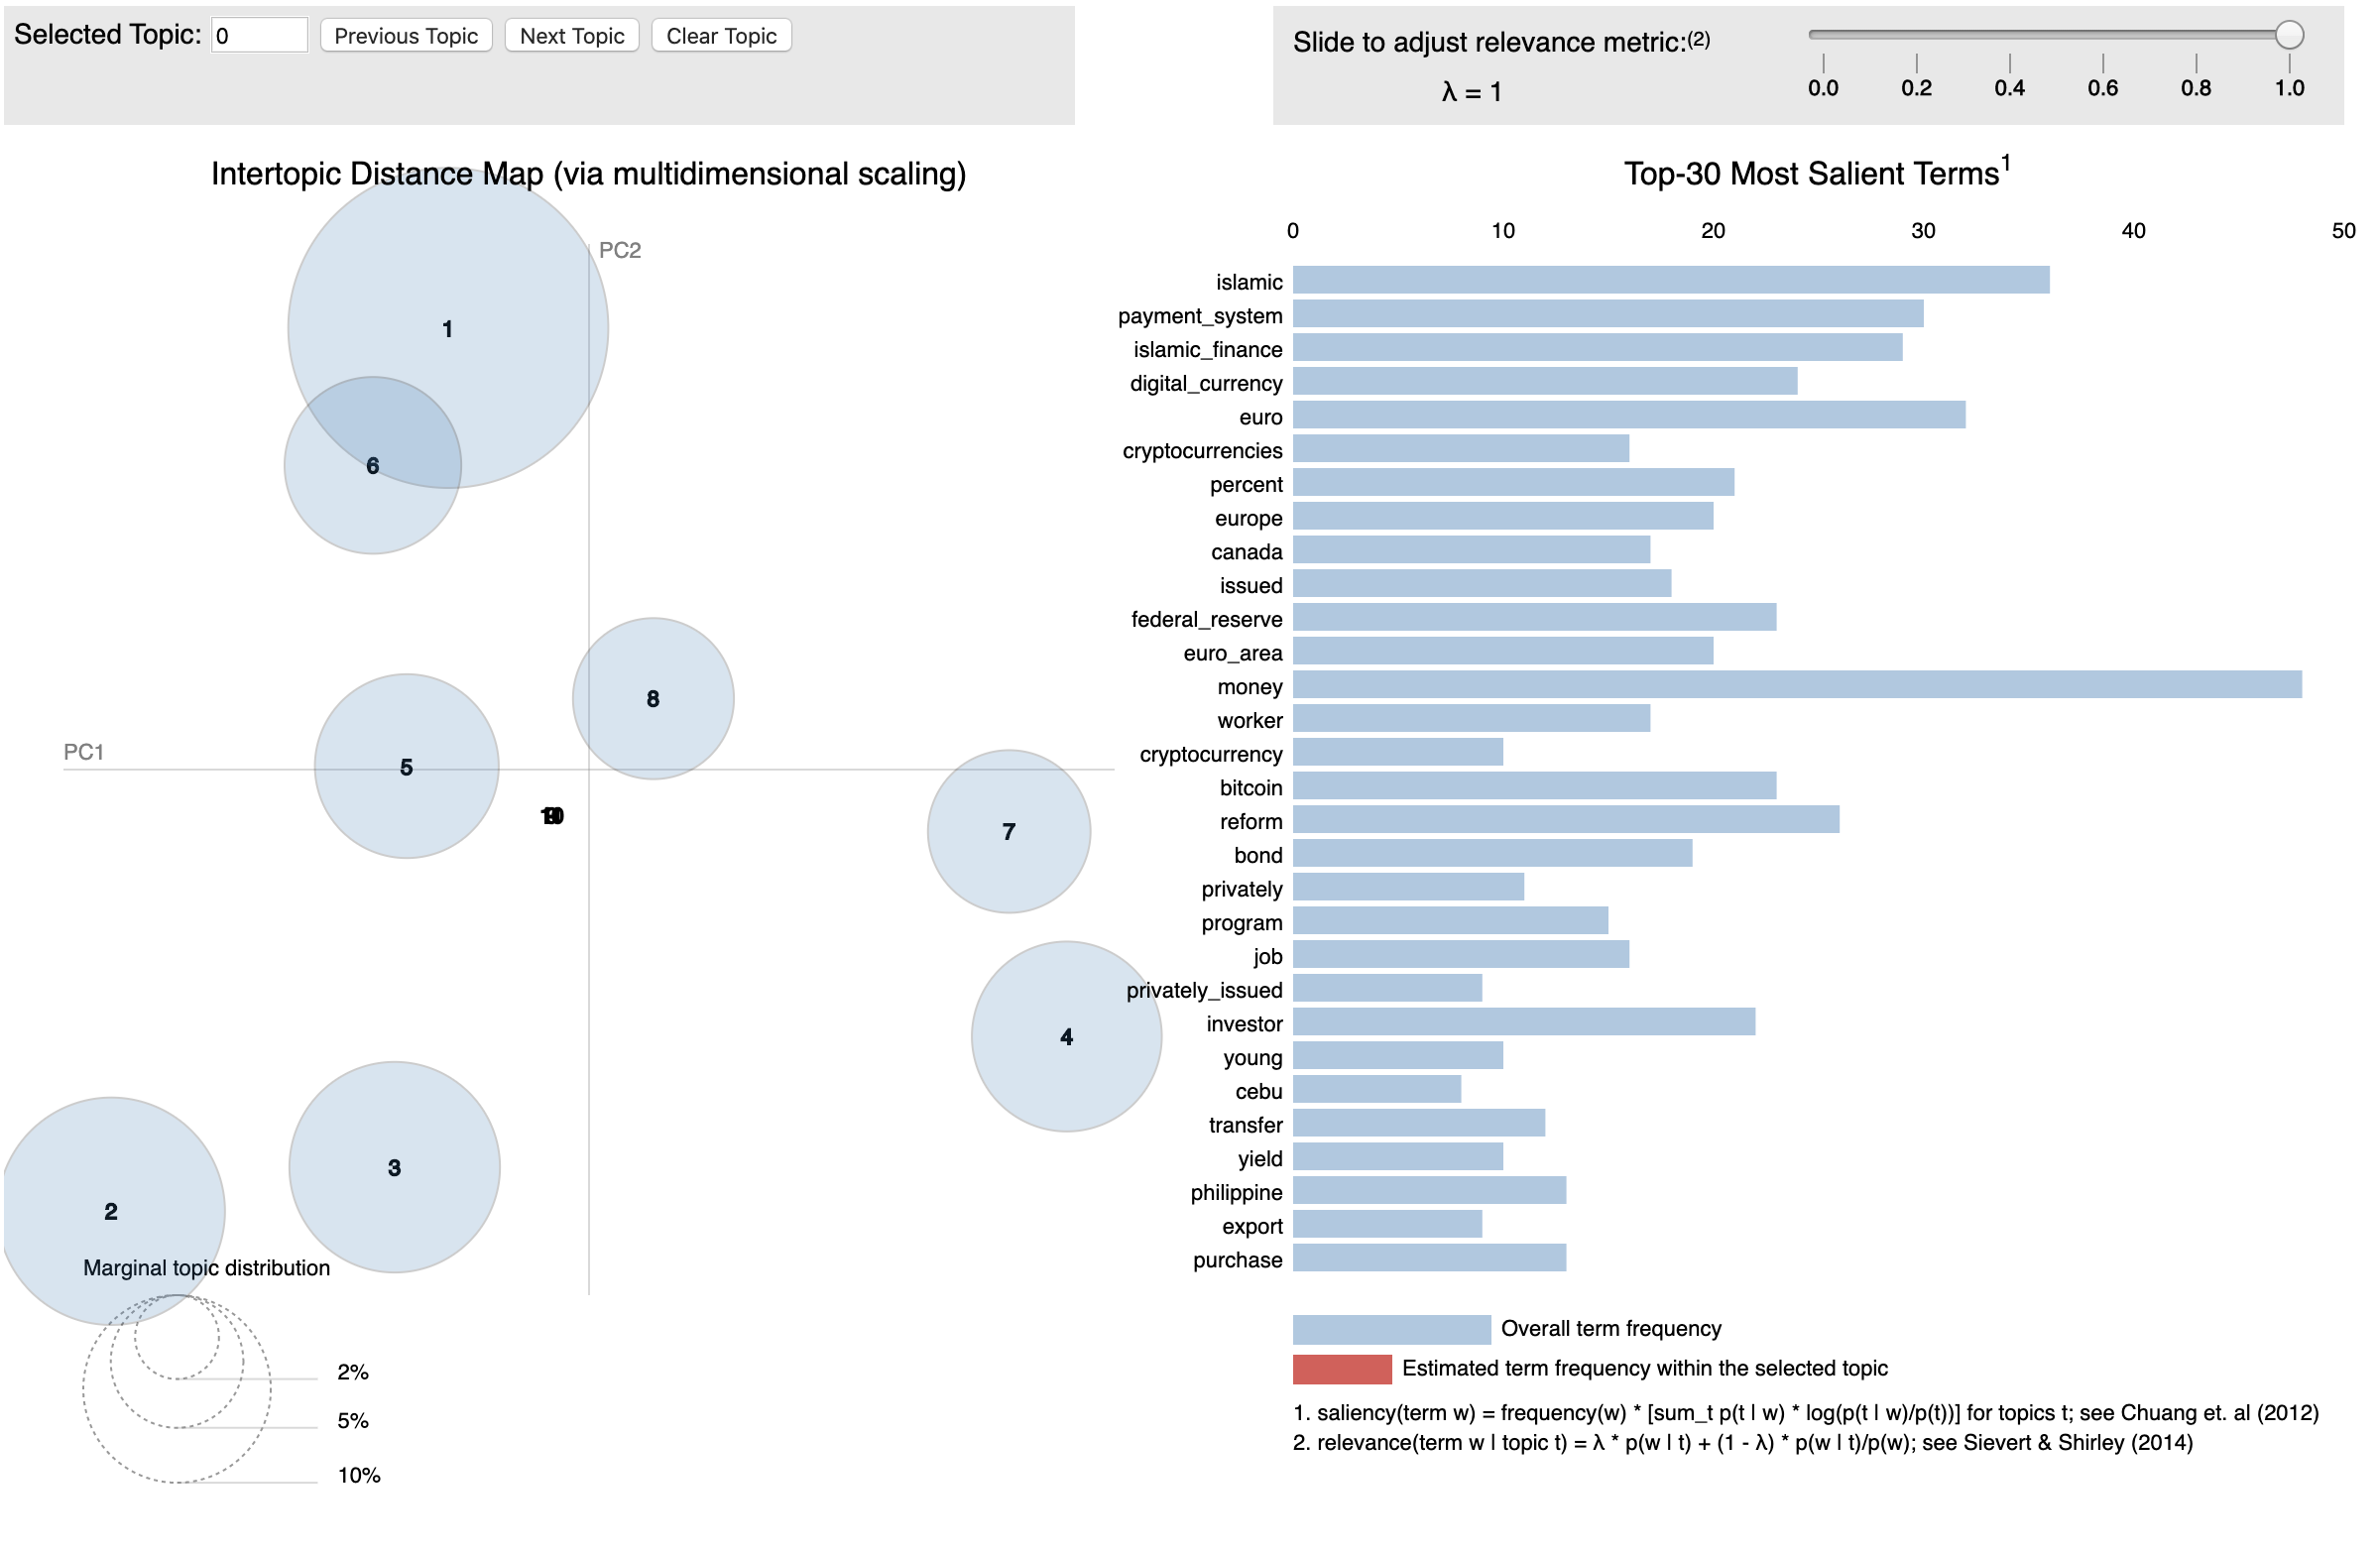 Selected Topic: 0 Previous Topic Next Topic Clear Topic
Slide to adjust relevance metric:(2)
λ = 1
0.0 0.2 0.4 0.6 0.8 1.0
Intertopic Distance Map (via multidimensional scaling)
PC2
PC1
1
6
8
5
7
4
3
2
Marginal topic distribution
2%
5%
10%
Top-30 Most Salient Terms1
0 10 20 30 40 50
islamic
payment_system
islamic_finance
digital_currency
euro
cryptocurrencies
percent
europe
canada
issued
federal_reserve
euro_area
money
worker
cryptocurrency
bitcoin
reform
bond
privately
program
job
privately_issued
investor
young
cebu
transfer
yield
philippine
export
purchase
Overall term frequency
Estimated term frequency within the selected topic
1. saliency(term w) = frequency(w) * [sum_t p(t | w) * log(p(t | w)/p(t))] for topics t; see Chuang et. al (2012)
2. relevance(term w | topic t) = λ * p(w | t) + (1 - λ) * p(w | t)/p(w); see Sievert & Shirley (2014)